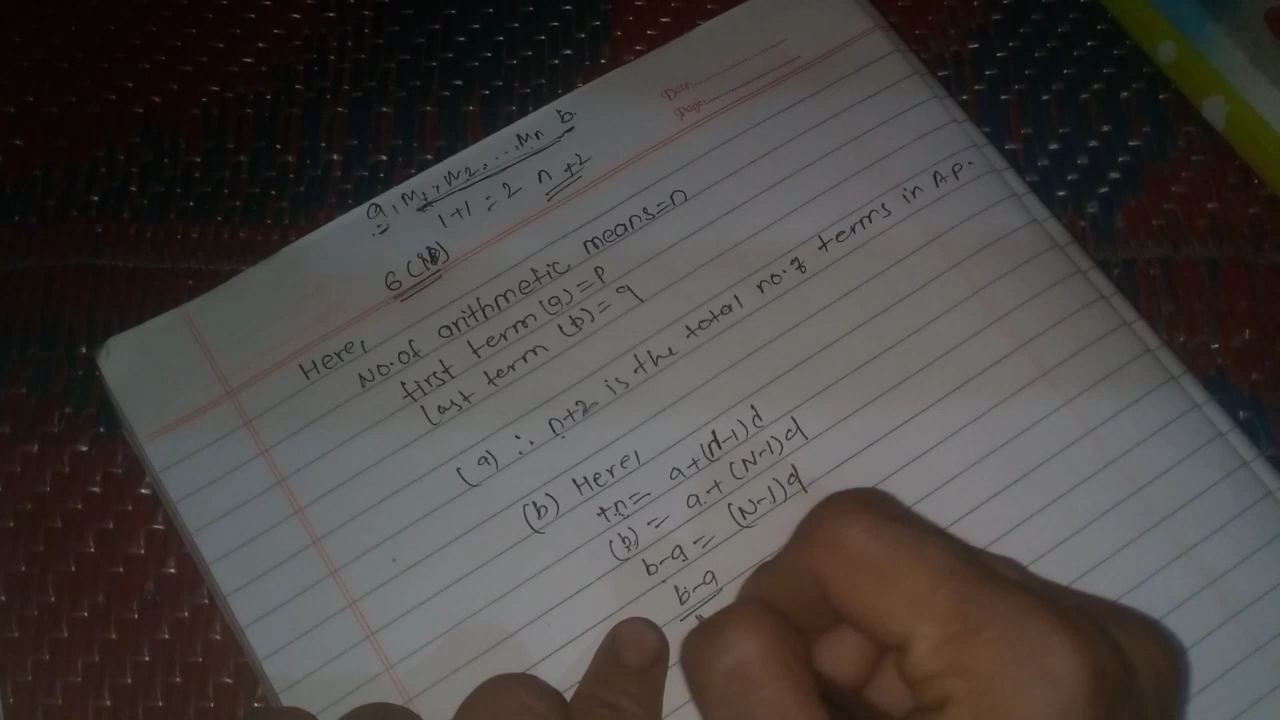 Date:
Page:
a, M1, M2, ..., Mn b.
1+1 = 2 n+2
6
Here,
No. of arithmetic means=n
first term (a)=p
last term (b)=q
(a) ∴ n+2 is the total no. of terms in A.P.
(b) Here,
tn= a+(n-1)d
(b) = a+(N-1)d
b-a= (N-1)d
b-a